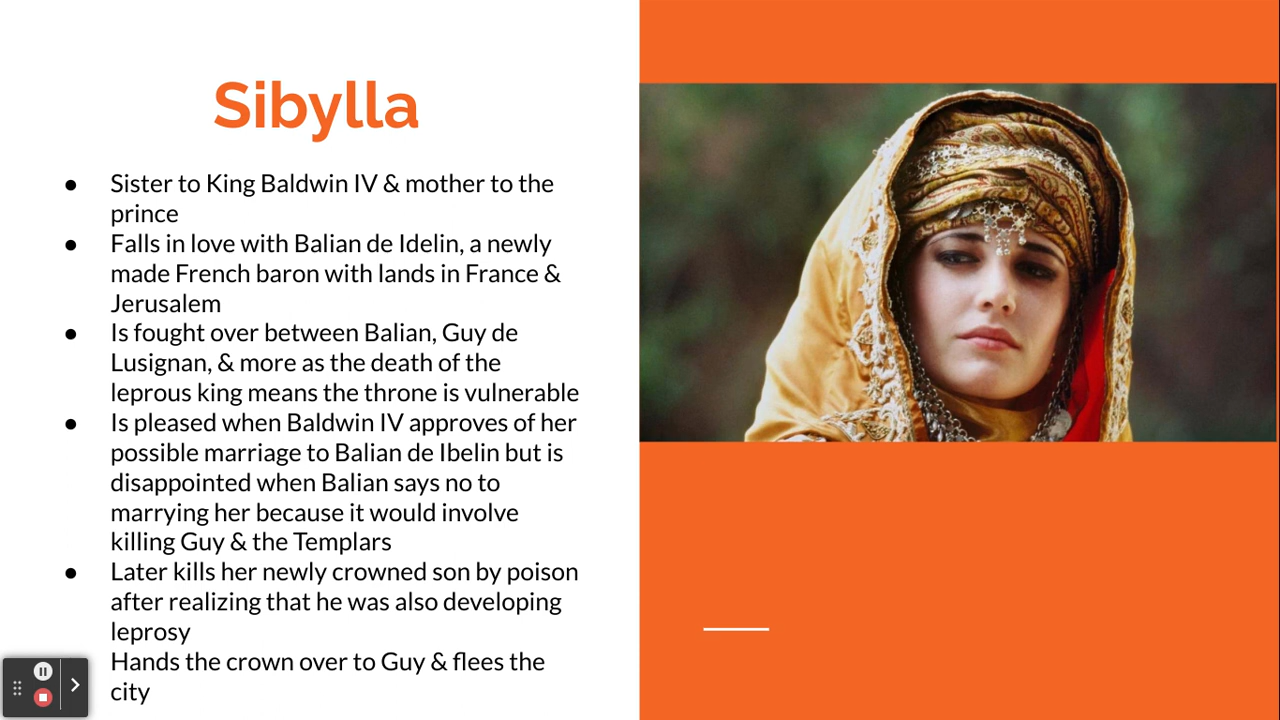 Sibylla
● Sister to King Baldwin IV & mother to the
prince
● Falls in love with Balian de Idelin, a newly
made French baron with lands in France &
Jerusalem
● Is fought over between Balian, Guy de
Lusignan, & more as the death of the
leprous king means the throne is vulnerable
● Is pleased when Baldwin IV approves of her
possible marriage to Balian de Ibelin but is
disappointed when Balian says no to
marrying her because it would involve
killing Guy & the Templars
● Later kills her newly crowned son by poison
after realizing that he was also developing
leprosy
Hands the crown over to Guy & flees the
city